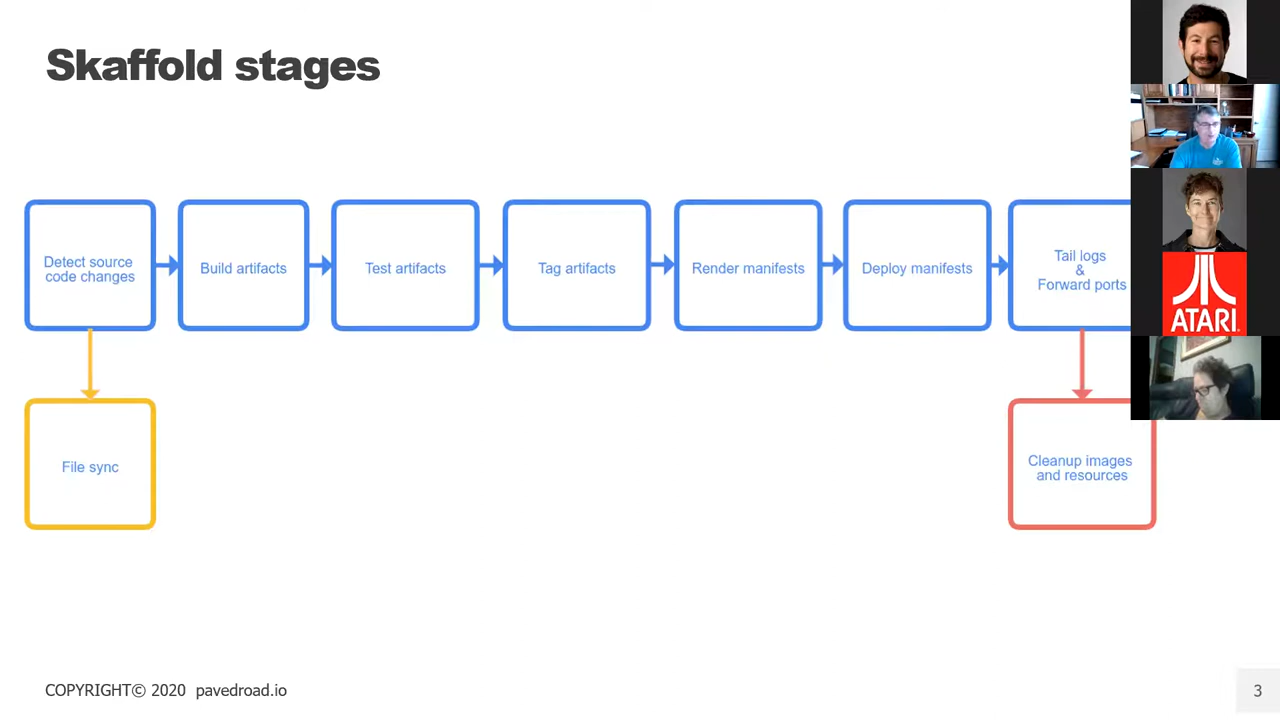 Skaffold stages
Detect source
code changes
Build artifacts
Test artifacts
Tag artifacts
Render manifests
Deploy manifests
Tail logs
&
Forward ports
ATARI
File sync
Cleanup images
and resources
COPYRIGHT© 2020 pavedroad.io
3